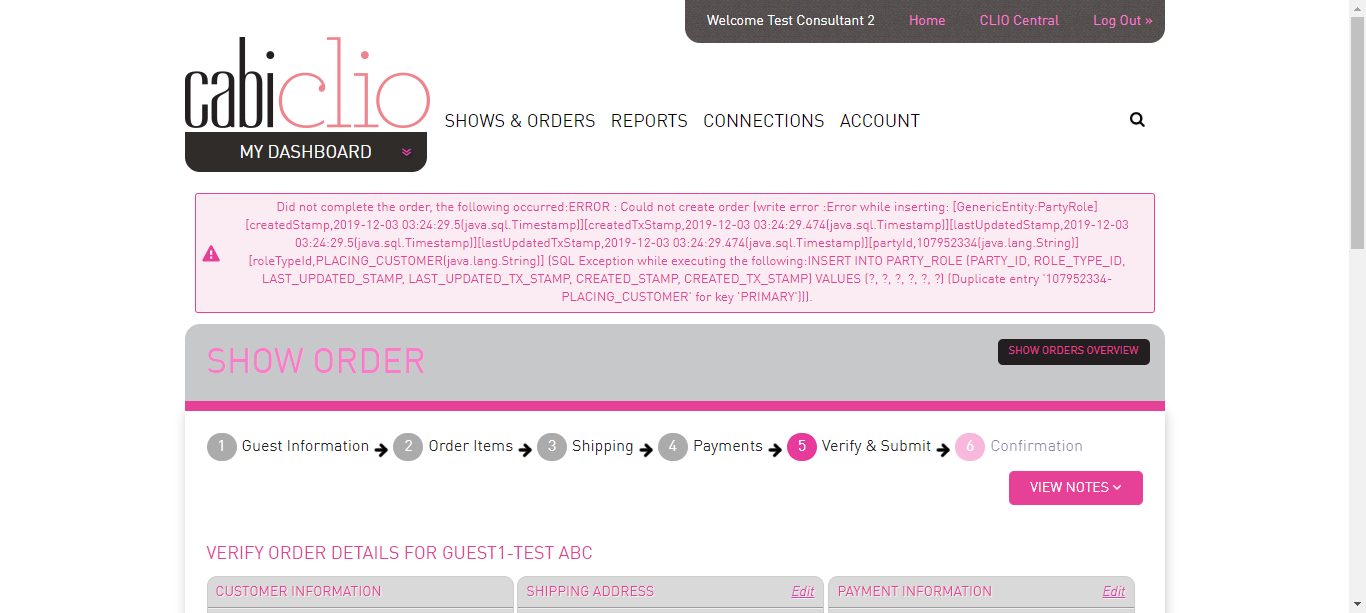 Welcome Test Consultant 2 Home CLIO Central Log Out »
cabiclio
SHOWS & ORDERS REPORTS CONNECTIONS ACCOUNT
MY DASHBOARD
Did not complete the order, the following occurred:ERROR : Could not create order (write error :Error while inserting: [GenericEntity:PartyRole]
[createdStamp,2019-12-03 03:24:29.5(java.sql.Timestamp)][createdTxStamp,2019-12-03 03:24:29.474(java.sql.Timestamp)][lastUpdatedStamp,2019-12-03
03:24:29.5(java.sql.Timestamp)][lastUpdatedTxStamp,2019-12-03 03:24:29.474(java.sql.Timestamp)][partyId,107952334(java.lang.String)]
[roleTypeId,PLACING_CUSTOMER(java.lang.String)] (SQL Exception while executing the following:INSERT INTO PARTY_ROLE (PARTY_ID, ROLE_TYPE_ID,
LAST_UPDATED_STAMP, LAST_UPDATED_TX_STAMP, CREATED_STAMP, CREATED_TX_STAMP) VALUES (?, ?, ?, ?, ?, ?) (Duplicate entry '107952334-
PLACING_CUSTOMER' for key 'PRIMARY'))).
SHOW ORDER
SHOW ORDERS OVERVIEW
1 Guest Information 2 Order Items 3 Shipping 4 Payments 5 Verify & Submit 6 Confirmation
VIEW NOTES
VERIFY ORDER DETAILS FOR GUEST1-TEST ABC
CUSTOMER INFORMATION SHIPPING ADDRESS Edit PAYMENT INFORMATION Edit